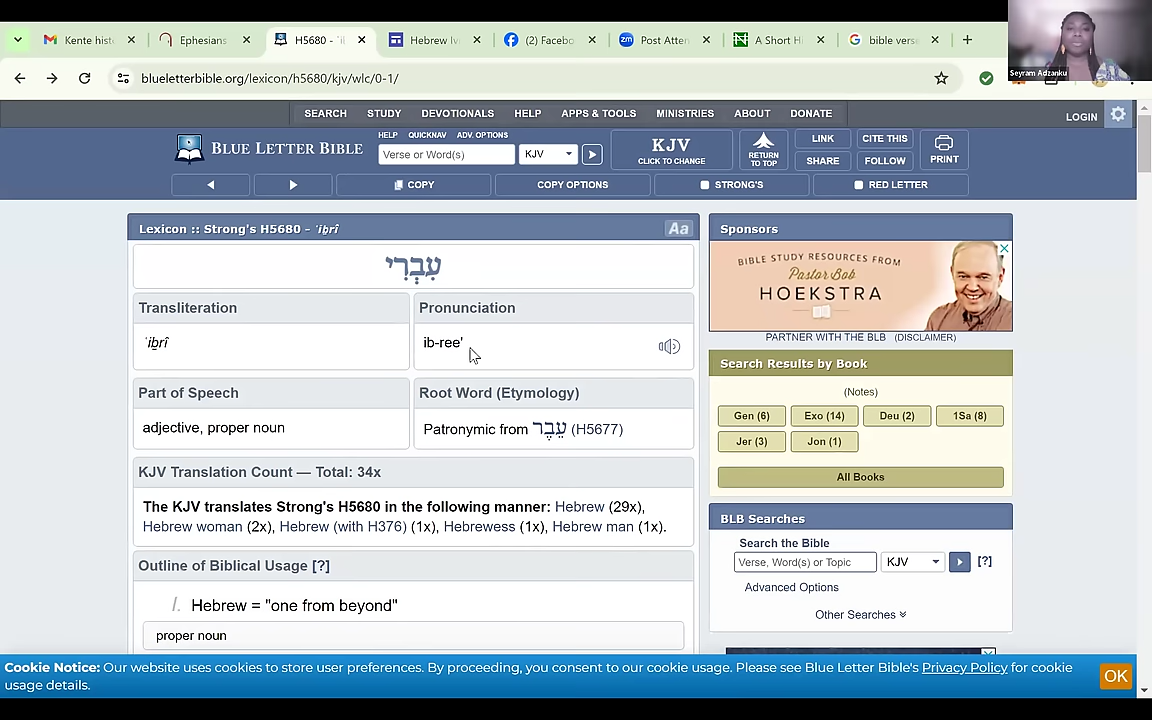 Kente hist
Ephesians
H5680 - ʿi
Hebrew Iv
(2) Facebo
Post Atten
A Short H
bible verse
Seyram Adzanku
blueletterbible.org/lexicon/h5680/kjv/wlc/0-1/
SEARCH STUDY DEVOTIONALS HELP APPS & TOOLS MINISTRIES ABOUT DONATE
LOGIN
BLUE LETTER BIBLE
HELP QUICKNAV ADV. OPTIONS
Verse or Word(s) KJV
KJV
CLICK TO CHANGE
RETURN
TO TOP
LINK CITE THIS
SHARE FOLLOW
PRINT
COPY COPY OPTIONS STRONG'S RED LETTER
Lexicon :: Strong's H5680 - ʿiḇrî Aa
עִבְרִי
Transliteration Pronunciation
ʿiḇrî ib-ree'
Part of Speech Root Word (Etymology)
adjective, proper noun Patronymic from עֵבֶר (H5677)
KJV Translation Count — Total: 34x
The KJV translates Strong's H5680 in the following manner: Hebrew (29x),
Hebrew woman (2x), Hebrew (with H376) (1x), Hebrewess (1x), Hebrew man (1x).
Outline of Biblical Usage [?]
I. Hebrew = "one from beyond"
proper noun
Sponsors
BIBLE STUDY RESOURCES FROM
Pastor Bob
HOEKSTRA
PARTNER WITH THE BLB (DISCLAIMER)
Search Results by Book
(Notes)
Gen (6) Exo (14) Deu (2) 1Sa (8)
Jer (3) Jon (1)
All Books
BLB Searches
Search the Bible
Verse, Word(s) or Topic KJV [?]
Advanced Options
Other Searches
Cookie Notice: Our website uses cookies to store user preferences. By proceeding, you consent to our cookie usage. Please see Blue Letter Bible's Privacy Policy for cookie
usage details.
OK